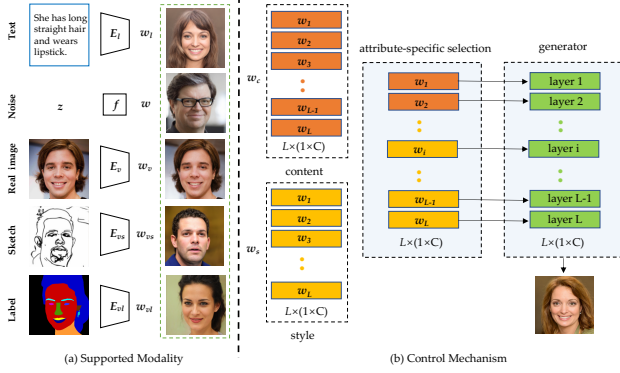 Text
She has long
straight hair
and wears
lipstick.
E_l
w_l
Noise
z
f
w
Real image
E_v
w_v
Sketch
E_vs
w_vs
Label
E_vl
w_vl
(a) Supported Modality
w_c
w_1
w_2
w_3
w_L-1
w_L
L×(1×C)
content
w_s
w_1
w_2
w_3
w_L
L×(1×C)
style
attribute-specific selection
w_1
w_2
w_i
w_L-1
w_L
L×(1×C)
generator
layer 1
layer 2
layer i
layer L-1
layer L
L×(1×C)
(b) Control Mechanism